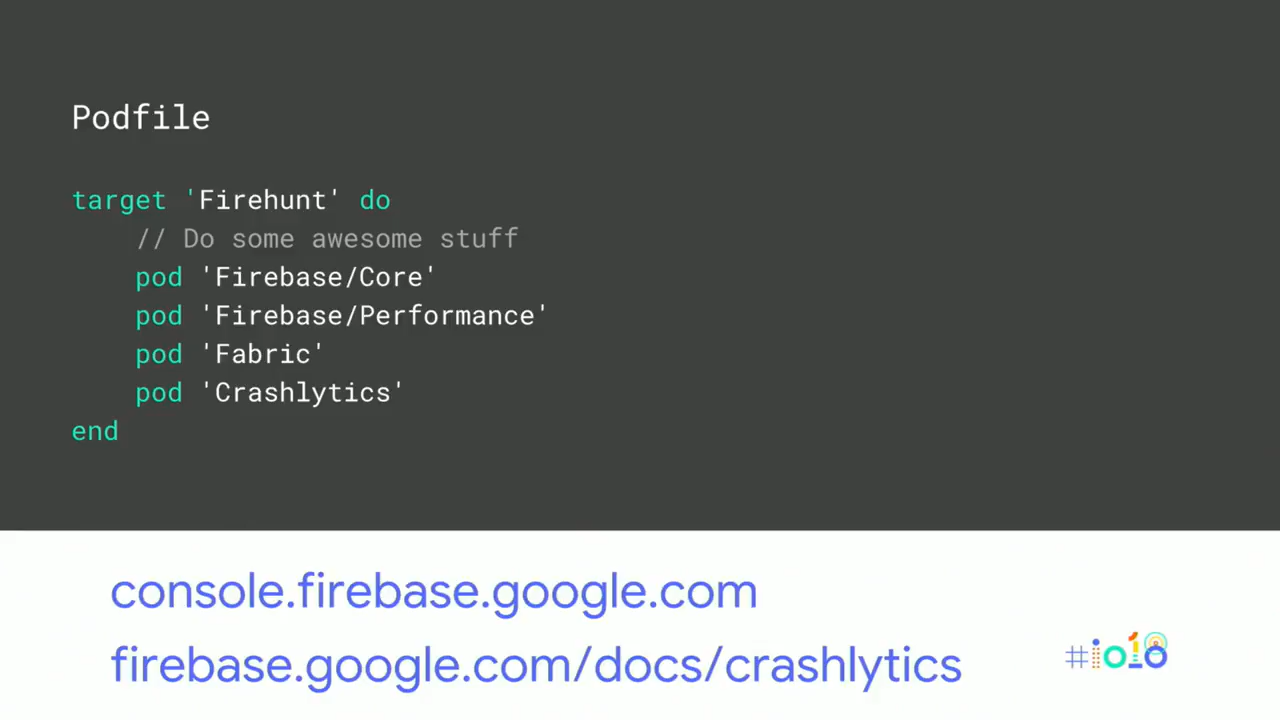 Podfile
target 'Firehunt' do
// Do some awesome stuff
pod 'Firebase/Core'
pod 'Firebase/Performance'
pod 'Fabric'
pod 'Crashlytics'
end
console.firebase.google.com
firebase.google.com/docs/crashlytics
#io18